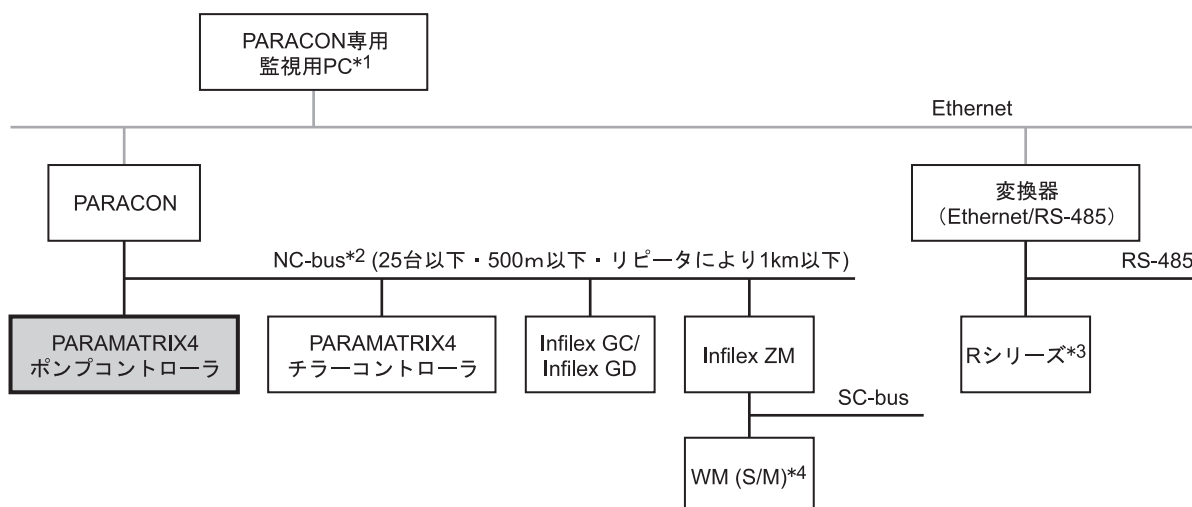 PARACON専用
監視用PC*1
Ethernet
PARACON
変換器
（Ethernet/RS-485）
NC-bus*2 (25台以下・500m以下・リピータにより1km以下)
RS-485
PARAMATRIX4
ポンプコントローラ
PARAMATRIX4
チラーコントローラ
Infilex GC/
Infilex GD
Infilex ZM
Rシリーズ*3
SC-bus
WM (S/M)*4